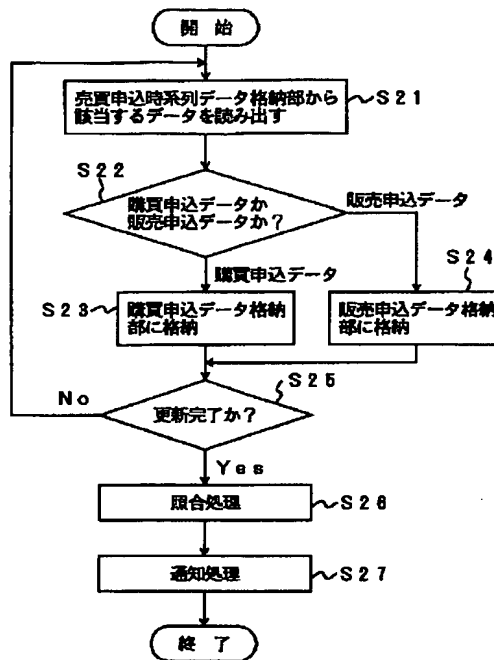 開 始
売買申込時系列データ格納部から
該当するデータを読み出す
S21
S22
購買申込データか
販売申込データか？
販売申込データ
購買申込データ
S23
購買申込データ格納
部に格納
S24
販売申込データ格納
部に格納
S25
No
更新完了か？
Yes
照合処理
S26
通知処理
S27
終 了